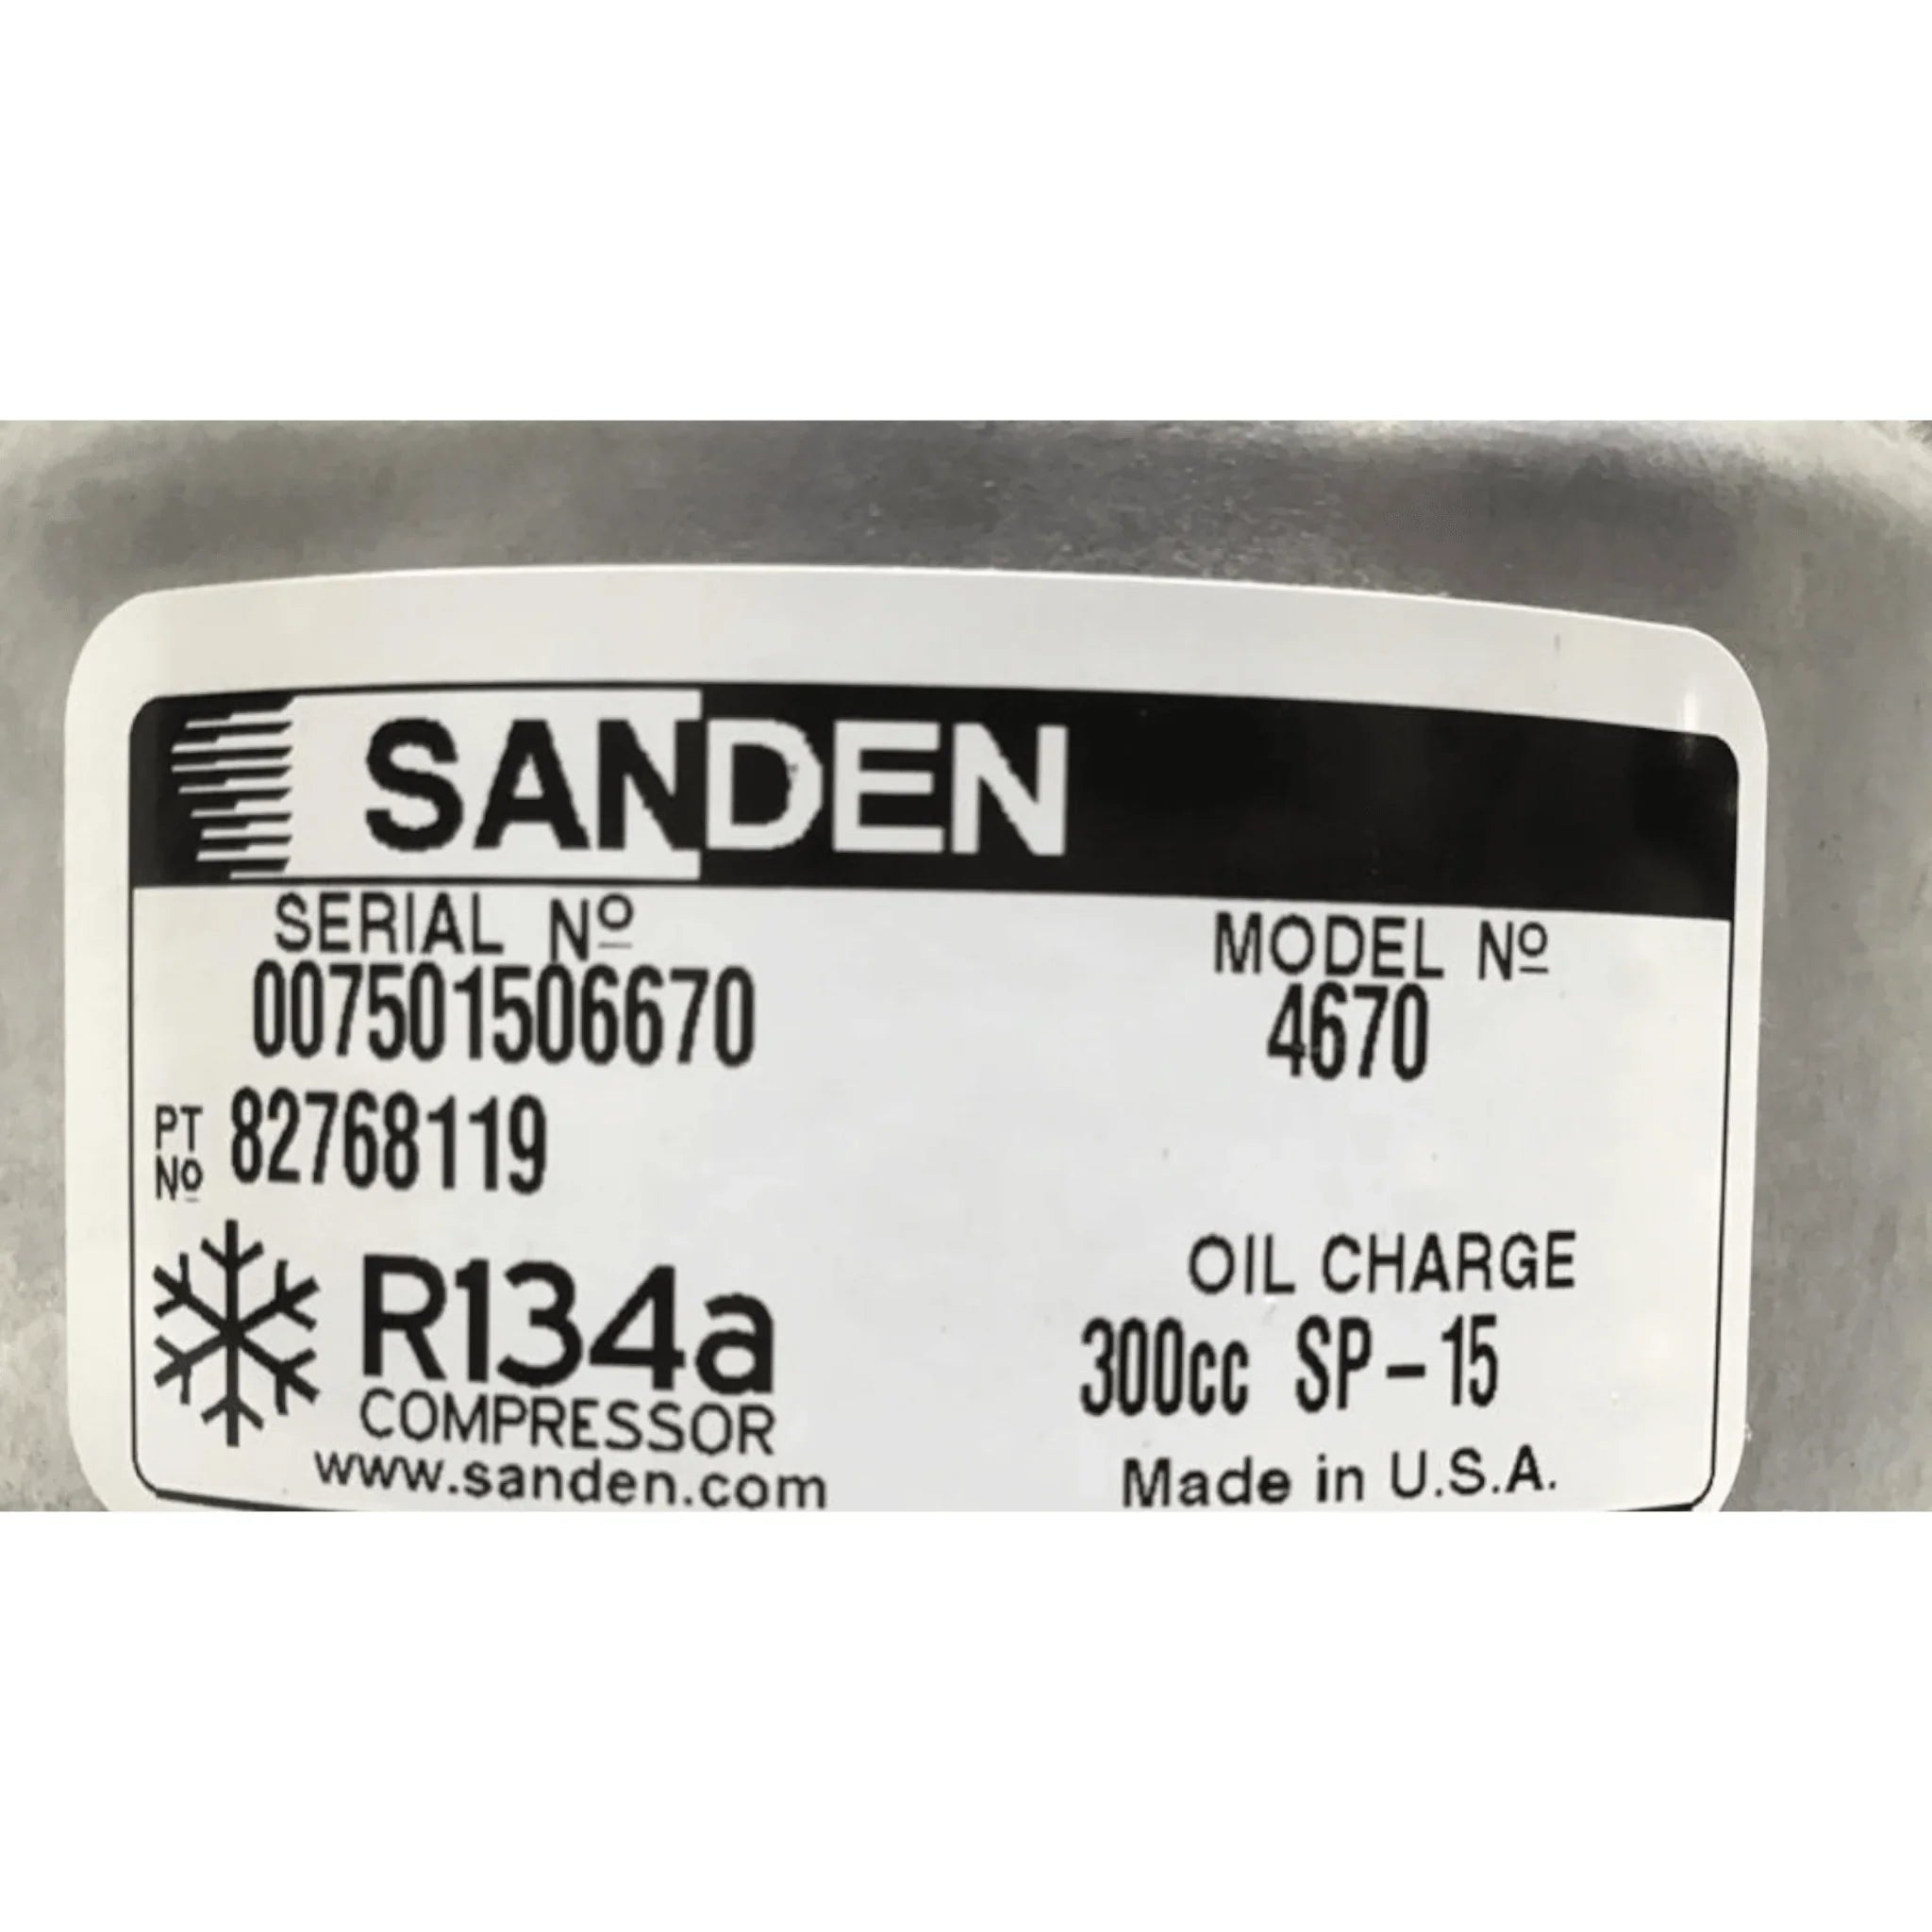 SANDEN
SERIAL Nº MODEL Nº
007501506670 4670
PT Nº 82768119
R134a OIL CHARGE
COMPRESSOR 300cc SP-15
www.sanden.com Made in U.S.A.